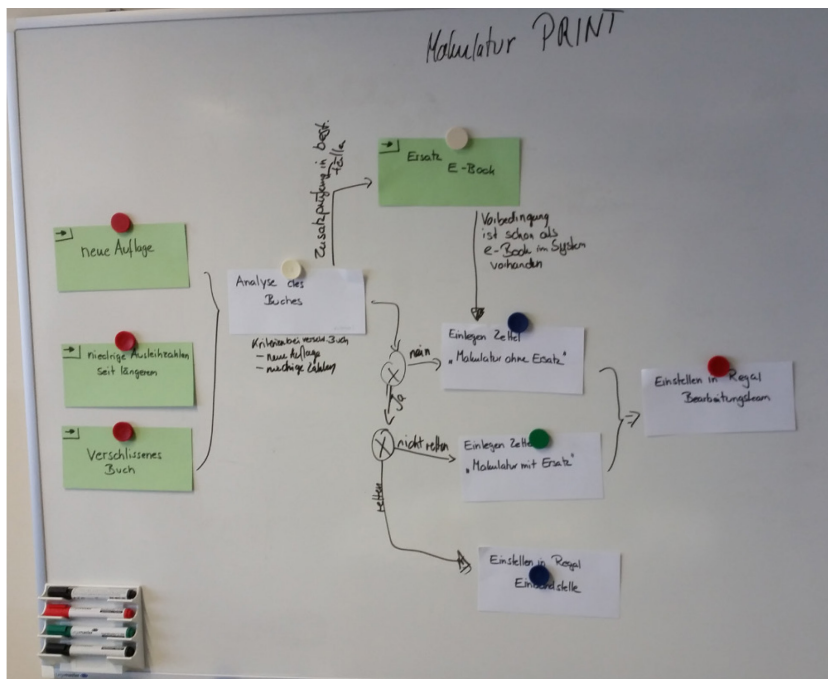 Makulatur PRINT
Zusatzprüfung in best.
Fälle
Ersatz
E-Book
Vorbedingung
ist schon als
e-Book im System
vorhanden
neue Auflage
niedrige Ausleihzahlen
seit längerem
Verschlissenes
Buch
Analyse des
Buches
Kriterien bei versch. Buch
- neue Auflage
- niedrige Zahlen
X
nein
ja
Einlegen Zettel
"Makulatur ohne Ersatz"
X
nicht retten
retten
Einlegen Zettel
"Makulatur mit Ersatz"
Einstellen in Regal
Bearbeitungsteam
Einstellen in Regal
Einbandstelle